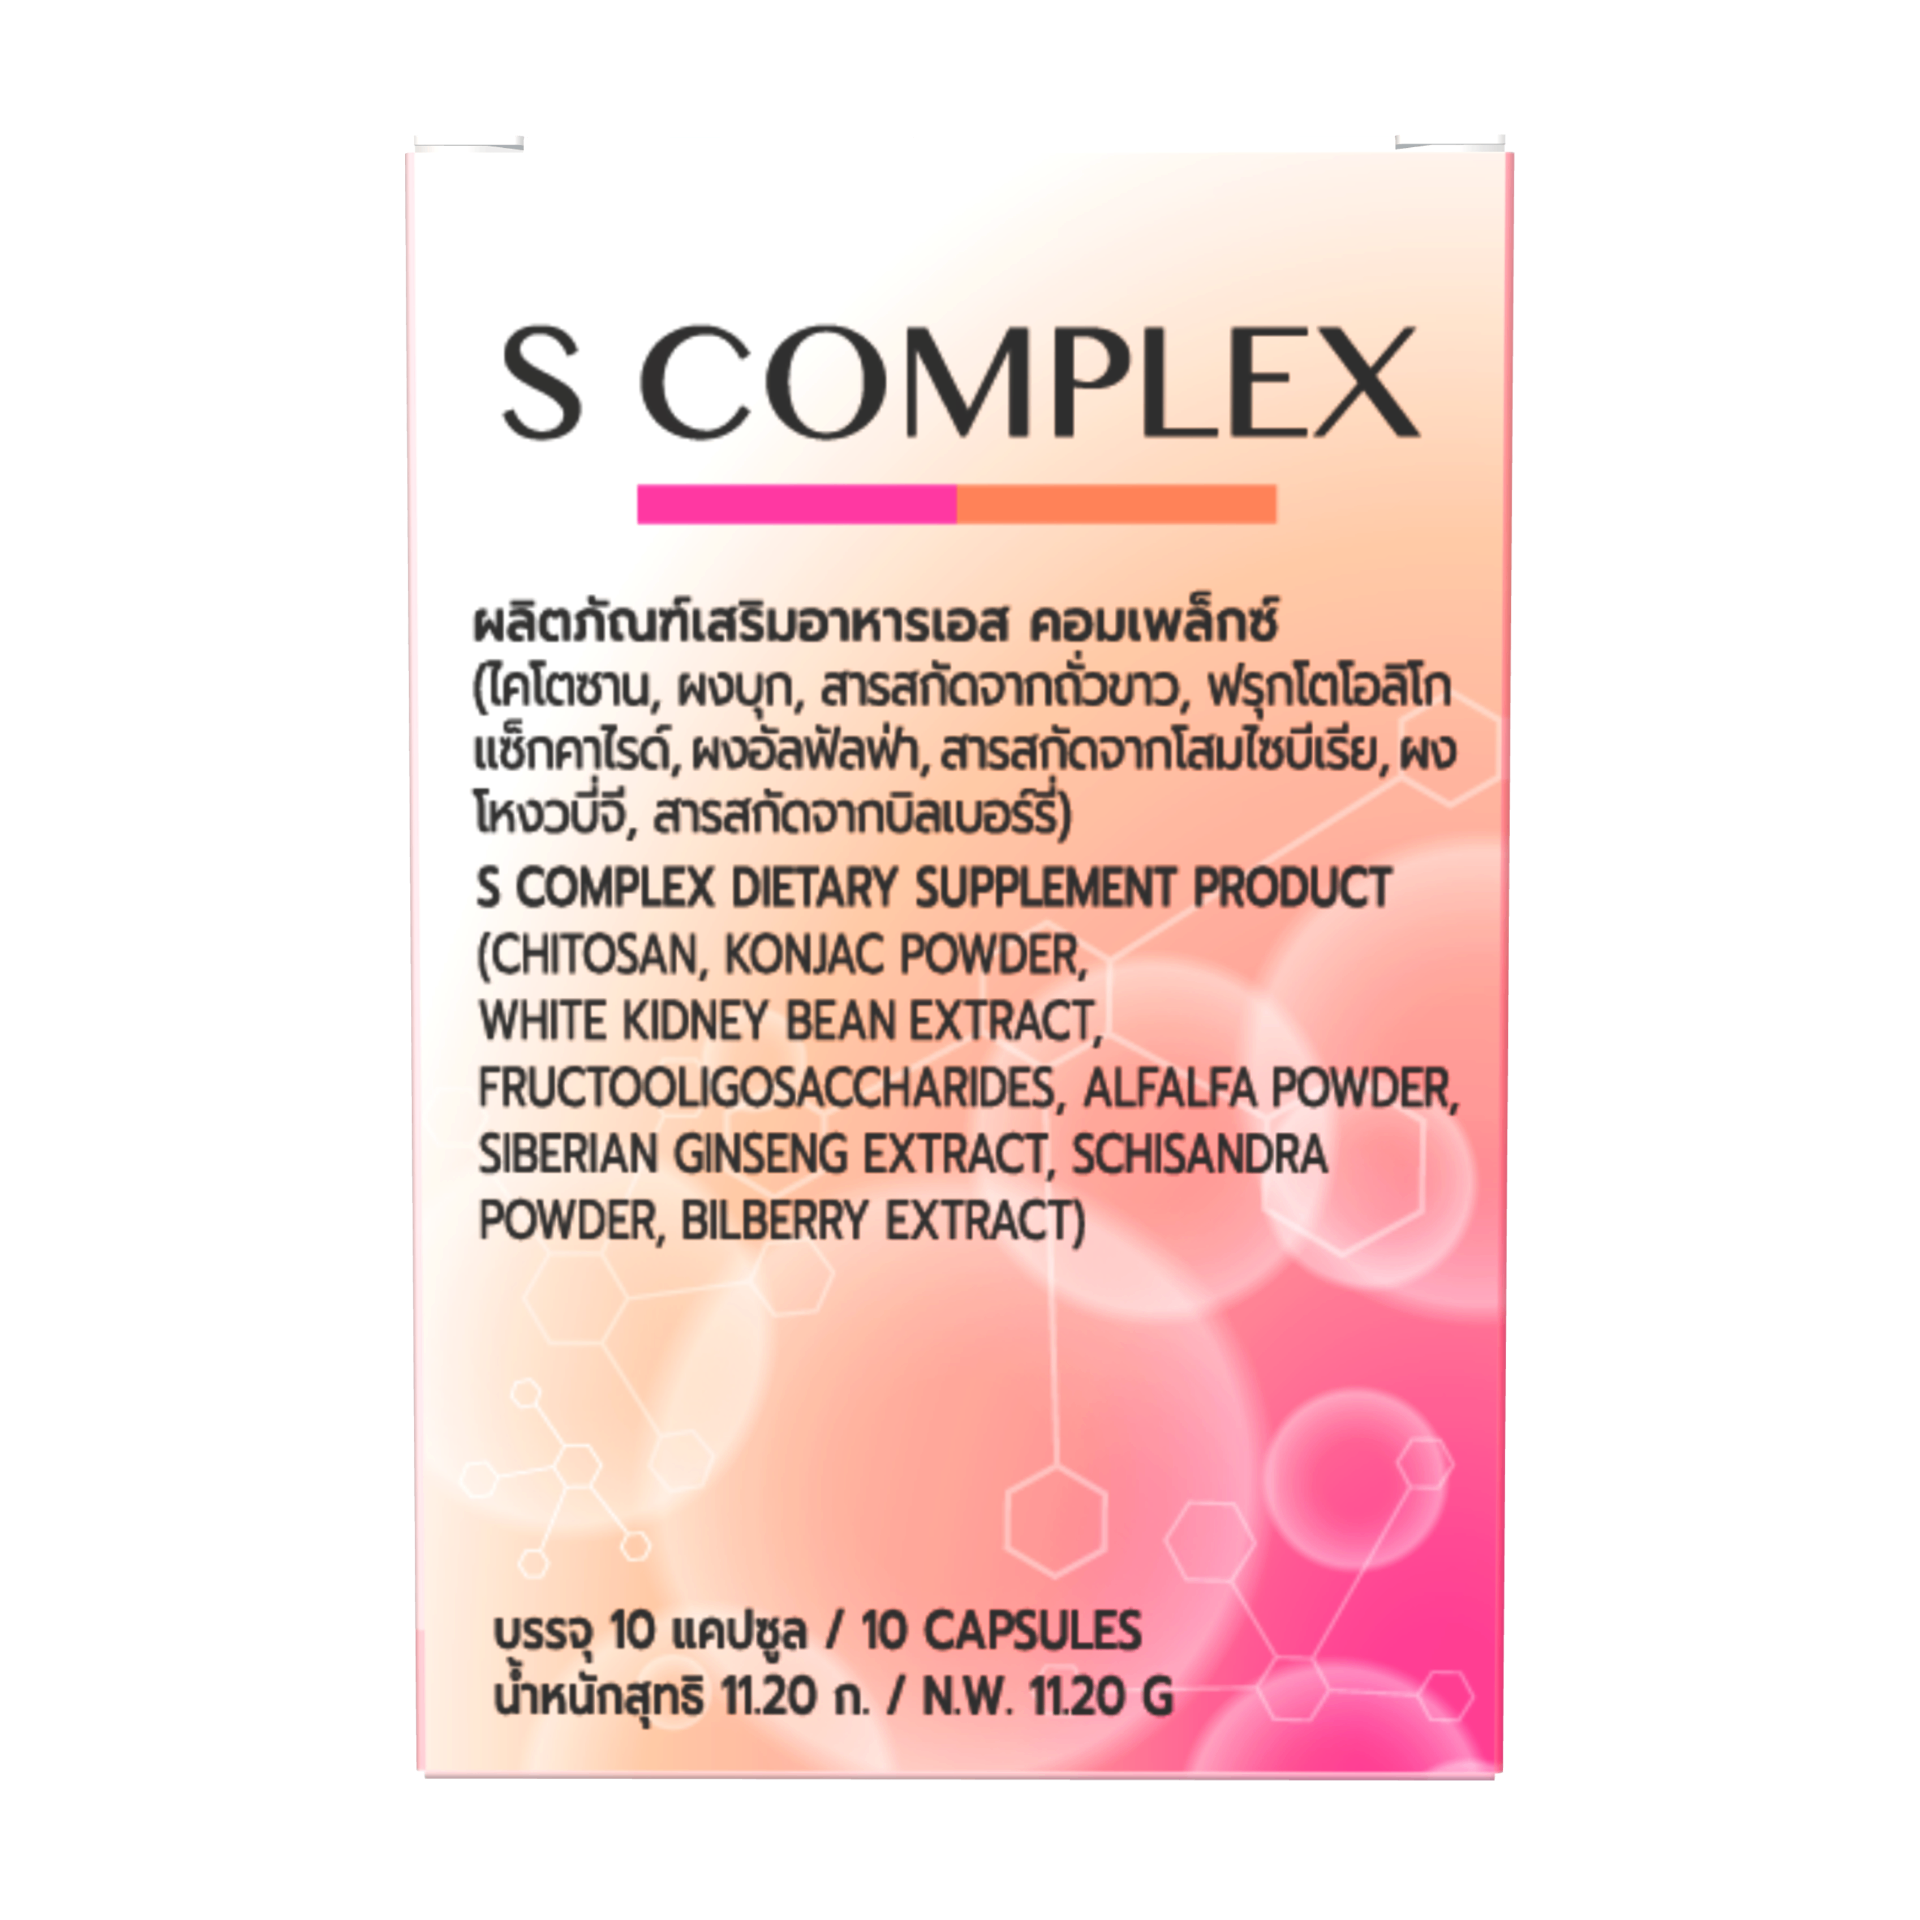 S COMPLEX
ผลิตภัณฑ์เสริมอาหารเอส คอมเพล็กซ์
(ไคโตซาน, ผงบุก, สารสกัดจากถั่วขาว, ฟรุกโตโอลิโก
แซ็กคาไรด์, ผงอัลฟัลฟ่า, สารสกัดจากโสมไซบีเรีย, ผง
โหงวบี่จี, สารสกัดจากบิลเบอร์รี่)
S COMPLEX DIETARY SUPPLEMENT PRODUCT
(CHITOSAN, KONJAC POWDER,
WHITE KIDNEY BEAN EXTRACT,
FRUCTOOLIGOSACCHARIDES, ALFALFA POWDER,
SIBERIAN GINSENG EXTRACT, SCHISANDRA
POWDER, BILBERRY EXTRACT)
บรรจุ 10 แคปซูล / 10 CAPSULES
น้ำหนักสุทธิ 11.20 ก. / N.W. 11.20 G